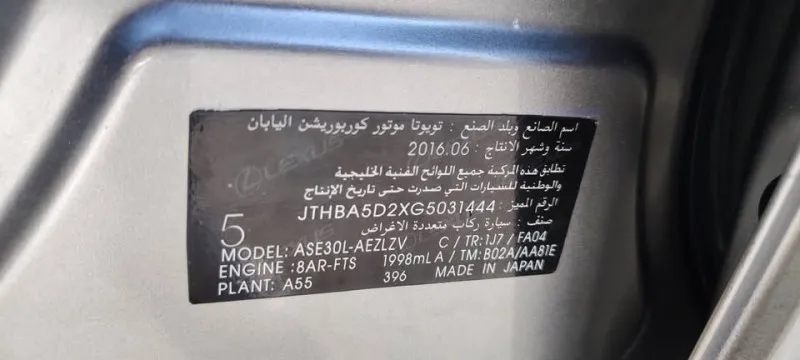 اسم الصانع وبلد الصنع : تويوتا موتور كوربوريشن اليابان
سنة وشهر الانتاج : 2016.06
تطابق هذه المركبة جميع اللوائح الفنية الخليجية
والوطنية للسيارات التي صدرت حتى تاريخ الإنتاج
الرقم المميز : JTHBA5D2XG5031444
صنف : سيارة ركاب متعددة الاغراض
5
MODEL: ASE30L-AEZLZV C / TR:1J7 / FA04
ENGINE :8AR-FTS 1998mL A / TM:B02A/AA81E
PLANT: A55 396 MADE IN JAPAN
LEXUS